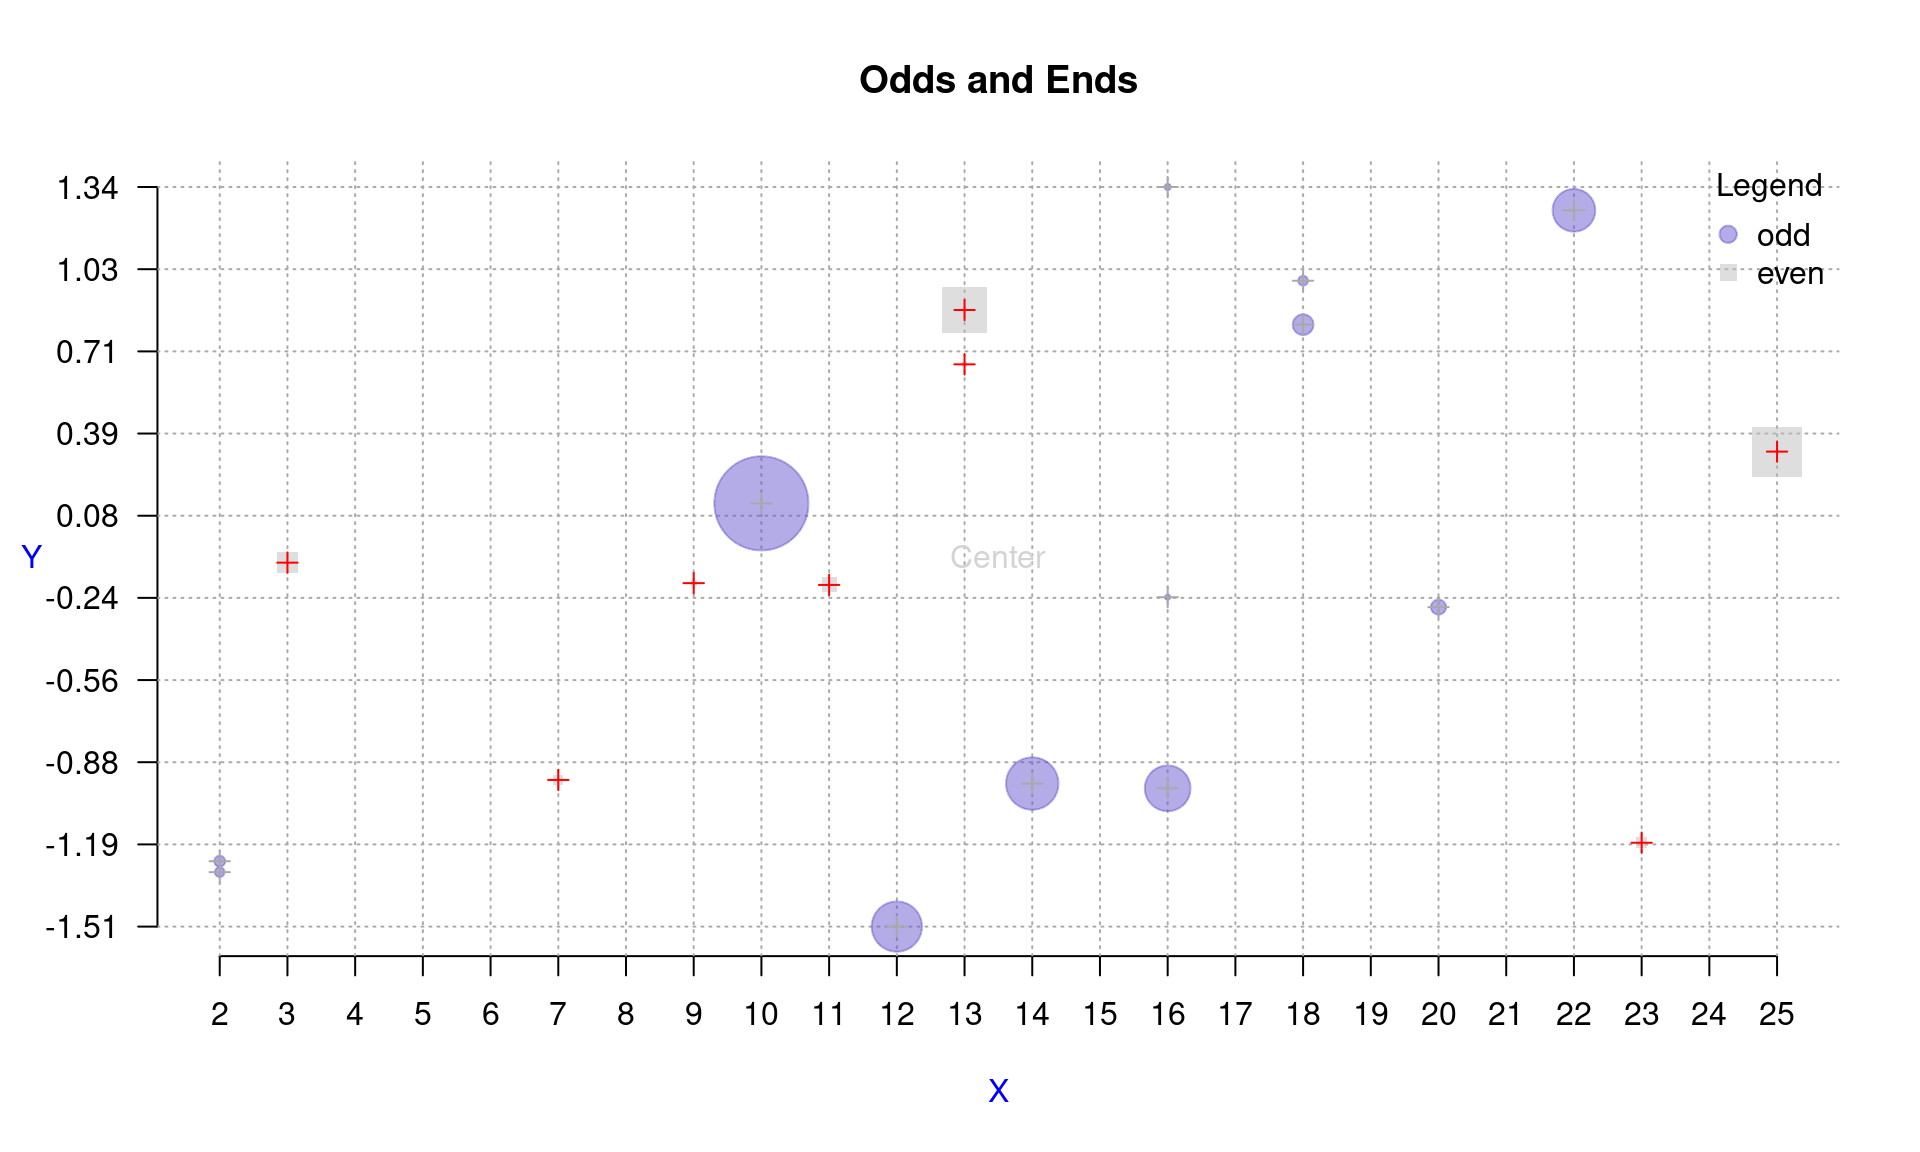 Odds and Ends
Legend
odd
even
1.34
1.03
0.71
0.39
0.08
-0.24
-0.56
-0.88
-1.19
-1.51
Y
Center
2 3 4 5 6 7 8 9 10 11 12 13 14 15 16 17 18 19 20 21 22 23 24 25
X